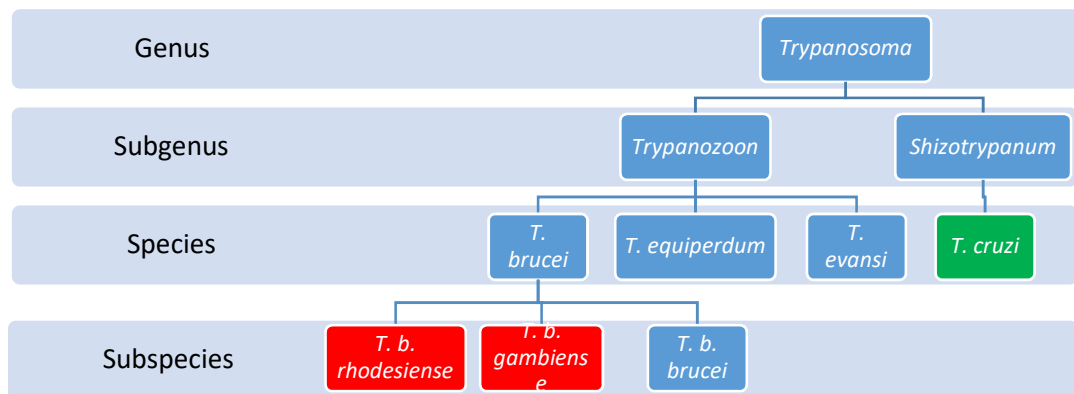 Genus
Trypanosoma
Subgenus
Trypanozoon
Shizotrypanum
Species
T.
brucei
T. equiperdum
T.
evansi
T. cruzi
Subspecies
T. b.
rhodesiense
T. b.
gambiens
e
T. b.
brucei